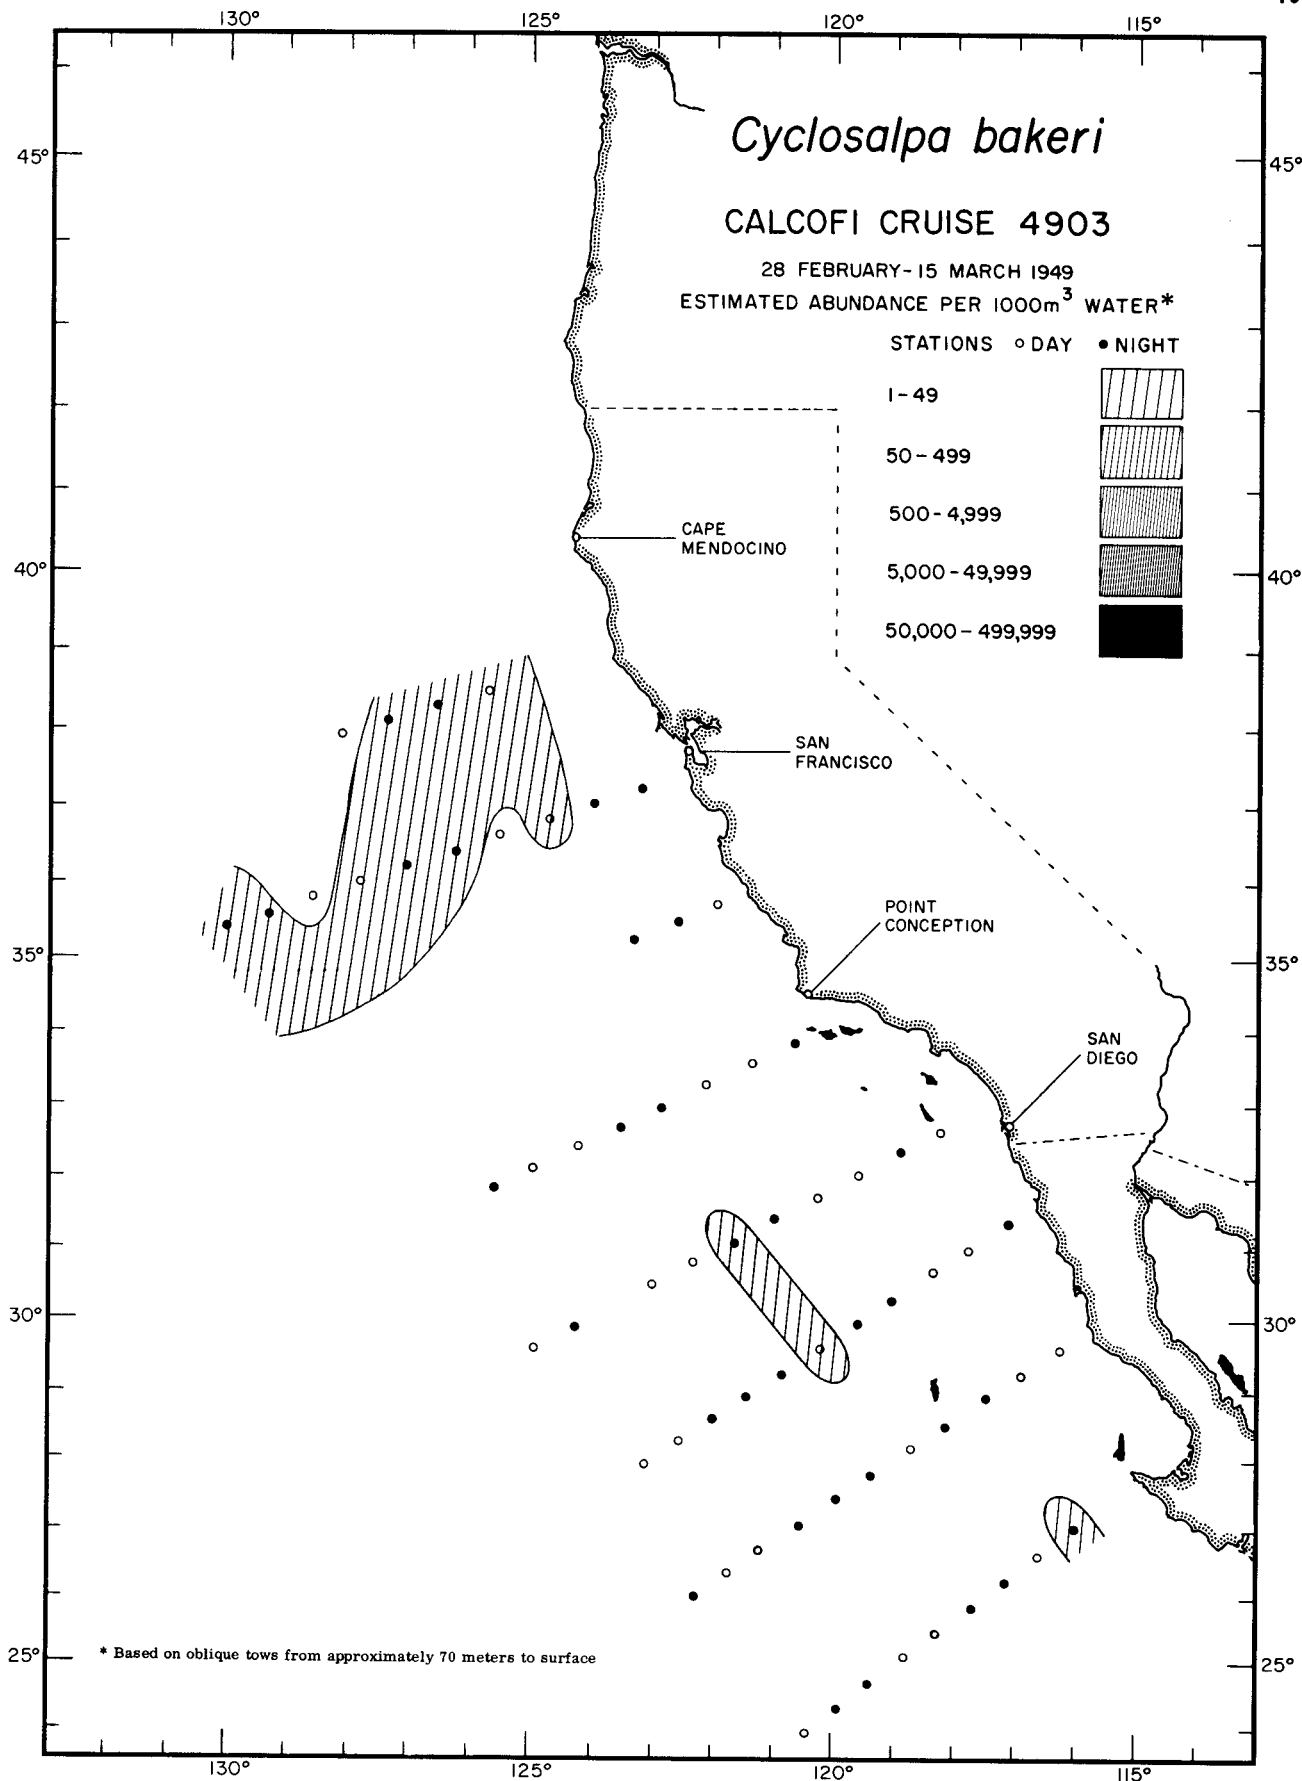 130° 125° 120° 115°
Cyclosalpa bakeri
45° 45°
CALCOFI CRUISE 4903
28 FEBRUARY-15 MARCH 1949
ESTIMATED ABUNDANCE PER 1000m³ WATER*
STATIONS ○ DAY ● NIGHT
1-49
50-499
500-4,999
CAPE
MENDOCINO
40° 5,000-49,999 40°
50,000-499,999
SAN
FRANCISCO
POINT
CONCEPTION
35° 35°
SAN
DIEGO
30° 30°
* Based on oblique tows from approximately 70 meters to surface
25° 25°
130° 125° 120° 115°